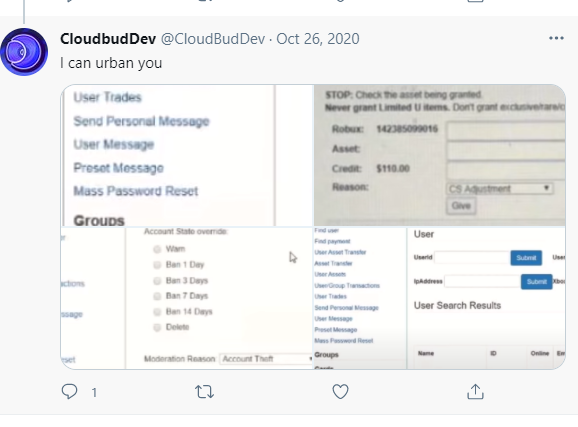 CloudbudDev @CloudBudDev · Oct 26, 2020
I can urban you
User Trades
Send Personal Message
User Message
Preset Message
Mass Password Reset
Groups
STOP: Check the asset being granted.
Never grant Limited U items. Don't grant exclusive/rare/o
Robux: 142385099016
Asset:
Credit: $110.00
Reason: CS Adjustment
Give
Account State override:
Warn
Ban 1 Day
Ban 3 Days
Ban 7 Days
Ban 14 Days
Delete
Moderation Reason Account Theft
er
actions
ssage
eset
Find user
Find payment
User Asset Transfer
Asset Transfer
User Assets
User/Group Transactions
User Trades
Send Personal Message
User Message
Preset Message
Mass Password Reset
Groups
User
UserId Submit User
IpAddress Submit Xbo
User Search Results
Name ID Online Em
1